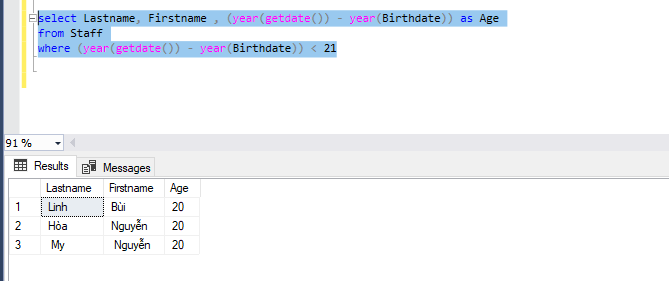 select Lastname, Firstname , (year(getdate()) - year(Birthdate)) as Age
from Staff
where (year(getdate()) - year(Birthdate)) < 21
91 %
Results Messages
Lastname Firstname Age
1 Linh Bùi 20
2 Hòa Nguyễn 20
3 My Nguyễn 20